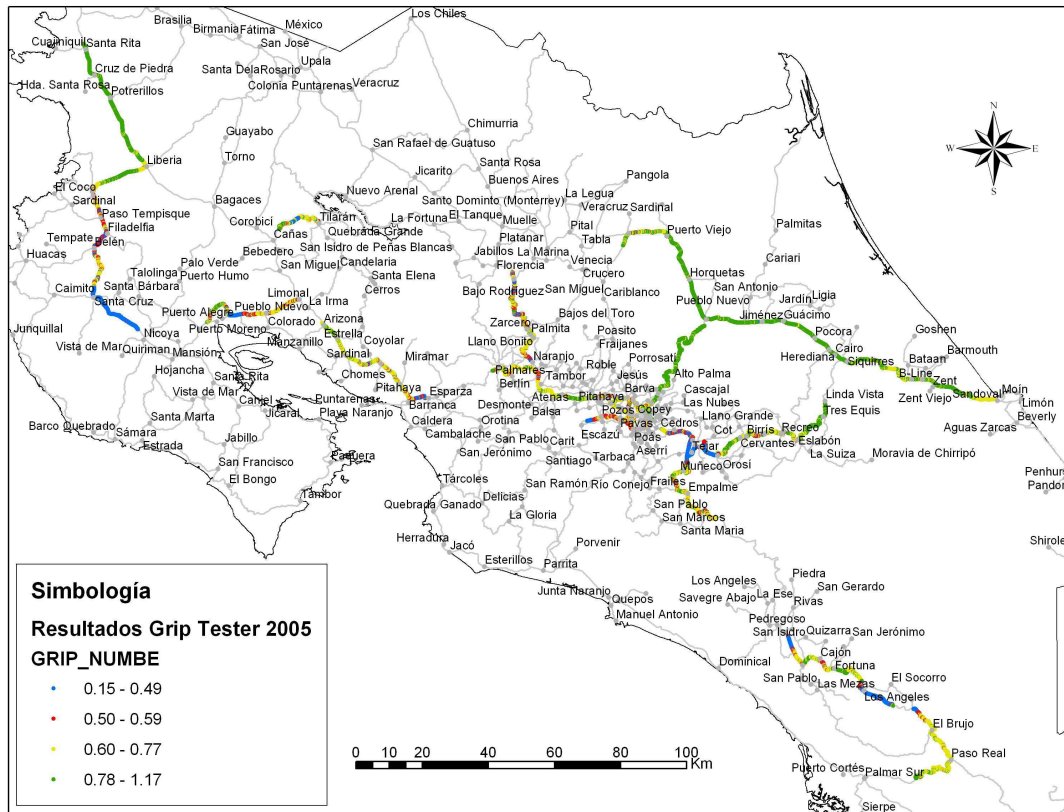 Los Chiles
Brasilia
Birmania
Fátima
México
Cuajiniquil
Santa Rita
San José
Upala
Cruz de Piedra
Santa Dela
Rosario
Hda. Santa Rosa
Potrerillos
Colonia Puntarenas
Veracruz
Guayabo
Chimurria
San Rafael de Guatuso
Torno
Liberia
Jicarito
Santa Rosa
Buenos Aires
Pangola
El Coco
Nuevo Arenal
Santo Dominto (Monterrey)
La Legua
Sardinal
Bagaces
Veracruz
Sardiñal
Paso Tempisque
Corobicí
Tilarán
La Fortuna
El Tanque
Muelle
Pital
Palmitas
Filadelfia
Cañas
Quebrada Grande
Platanar
Tabla
Puerto Viejo
Tempate
Belén
Bebedero
San Isidro de Peñas Blancas
Jabillos
La Marina
Venecia
Cariari
Huacas
Palo Verde
San Miguel
Candelaria
Florencia
Crucero
Horquetas
Talolinga
Puerto Humo
Santa Elena
Bajo Rodríguez
San Miguel
Cariblanco
San Antonio
Caimito
Santa Bárbara
Limonal
La Irma
Cerros
Pueblo Nuevo
Jardín
Ligia
Santa Cruz
Puerto Alegre
Pueblo Nuevo
Zarcero
Bajos del Toro
Jiménez
Guácimo
Junquillal
Nicoya
Puerto Moreno
Colorado
Arizona
Palmita
Poasito
Pocora
Goshen
Vista de Mar
Quiriman
Mansión
Manzanillo
Estrella
Coyolar
Llano Bonito
Fraijanes
Cairo
Barmouth
Hojancha
Sardinal
Miramar
Naranjo
Porrosatí
Herediana
Siquirres
Bataan
Santa Rita
Chomes
Palmares
Roble
Jesús
Alto Palma
B-Line
Zent
Vista de Mar
Pitahaya
Esparza
Berlín
Tambor
Barva
Cascajal
Linda Vista
Zent Viejo
Sandoval
Moín
Santa Marta
Puntarenas
Barranca
Desmonte
Atenas
Pitahaya
Las Nubes
Tres Equis
Limón
Barco Quebrado
Sámara
Jicaral
Playa Naranjo
Caldera
Orotina
Balsa
Pozos
Copey
Llano Grande
Beverly
Estrada
Cambalache
Pavas
Cedros
Cot
Birris
Recreo
Aguas Zarcas
Jabillo
San Pablo
Carit
Escazú
Poás
Tejar
Cervantes
Eslabón
San Jerónimo
Aserrí
La Suiza
Moravia de Chirripó
San Francisco
Paquera
Santiago
Tarbaca
Muñeco
Orosí
El Bongo
Tárcoles
San Ramón
Río Conejo
Frailes
Empalme
Tambor
Quebrada Ganado
Delicias
San Pablo
La Gloria
San Marcos
Santa Maria
Herradura
Jacó
Porvenir
Esterillos
Parrita
Piedra
Los Angeles
La Ese
San Gerardo
Junta Naranjo
Quepos
Savegre Abajo
Rivas
Manuel Antonio
Pedregoso
San Isidro
Quizarra
San Jerónimo
Dominical
Cajón
Fortuna
San Pablo
Las Mezas
El Socorro
Los Angeles
El Brujo
Paso Real
Puerto Cortés
Palmar Sur
Sierpe
N
W
E
S
Simbología
Resultados Grip Tester 2005
GRIP_NUMBE
0.15 - 0.49
0.50 - 0.59
0.60 - 0.77
0.78 - 1.17
0 10 20 40 60 80 100
Km